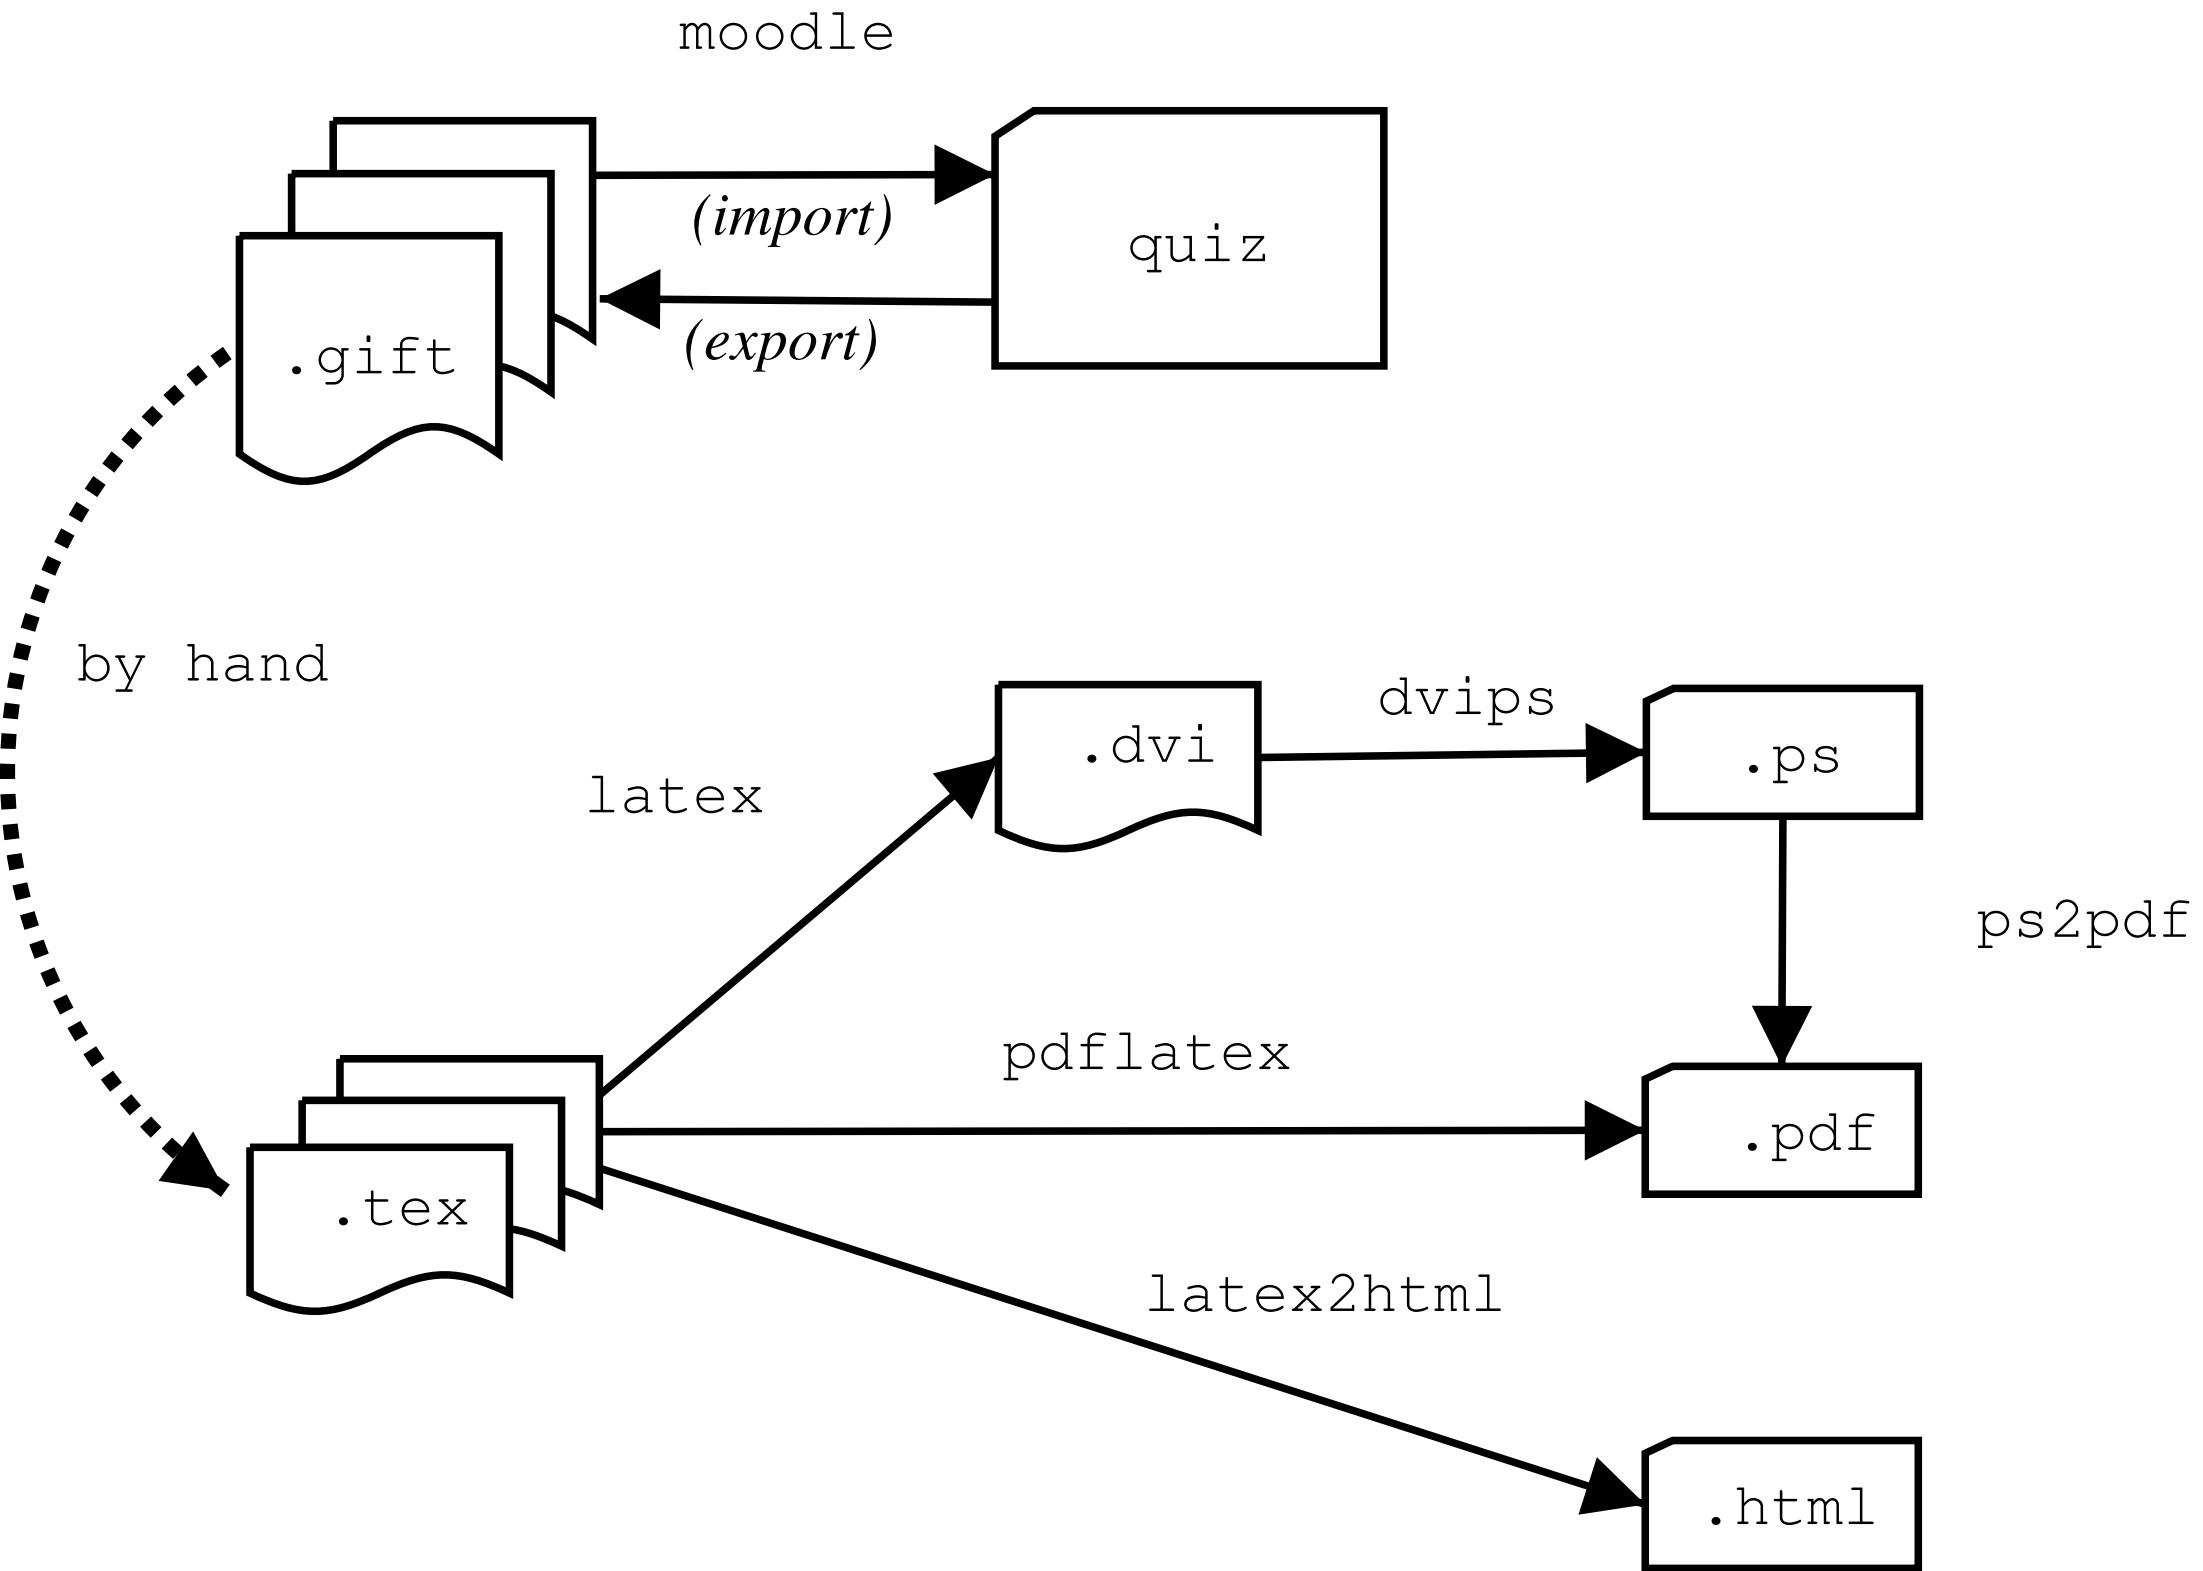 moodle
(import)
quiz
(export)
.gift
by hand
dvips
.dvi
.ps
latex
ps2pdf
pdflatex
.pdf
.tex
latex2html
.html